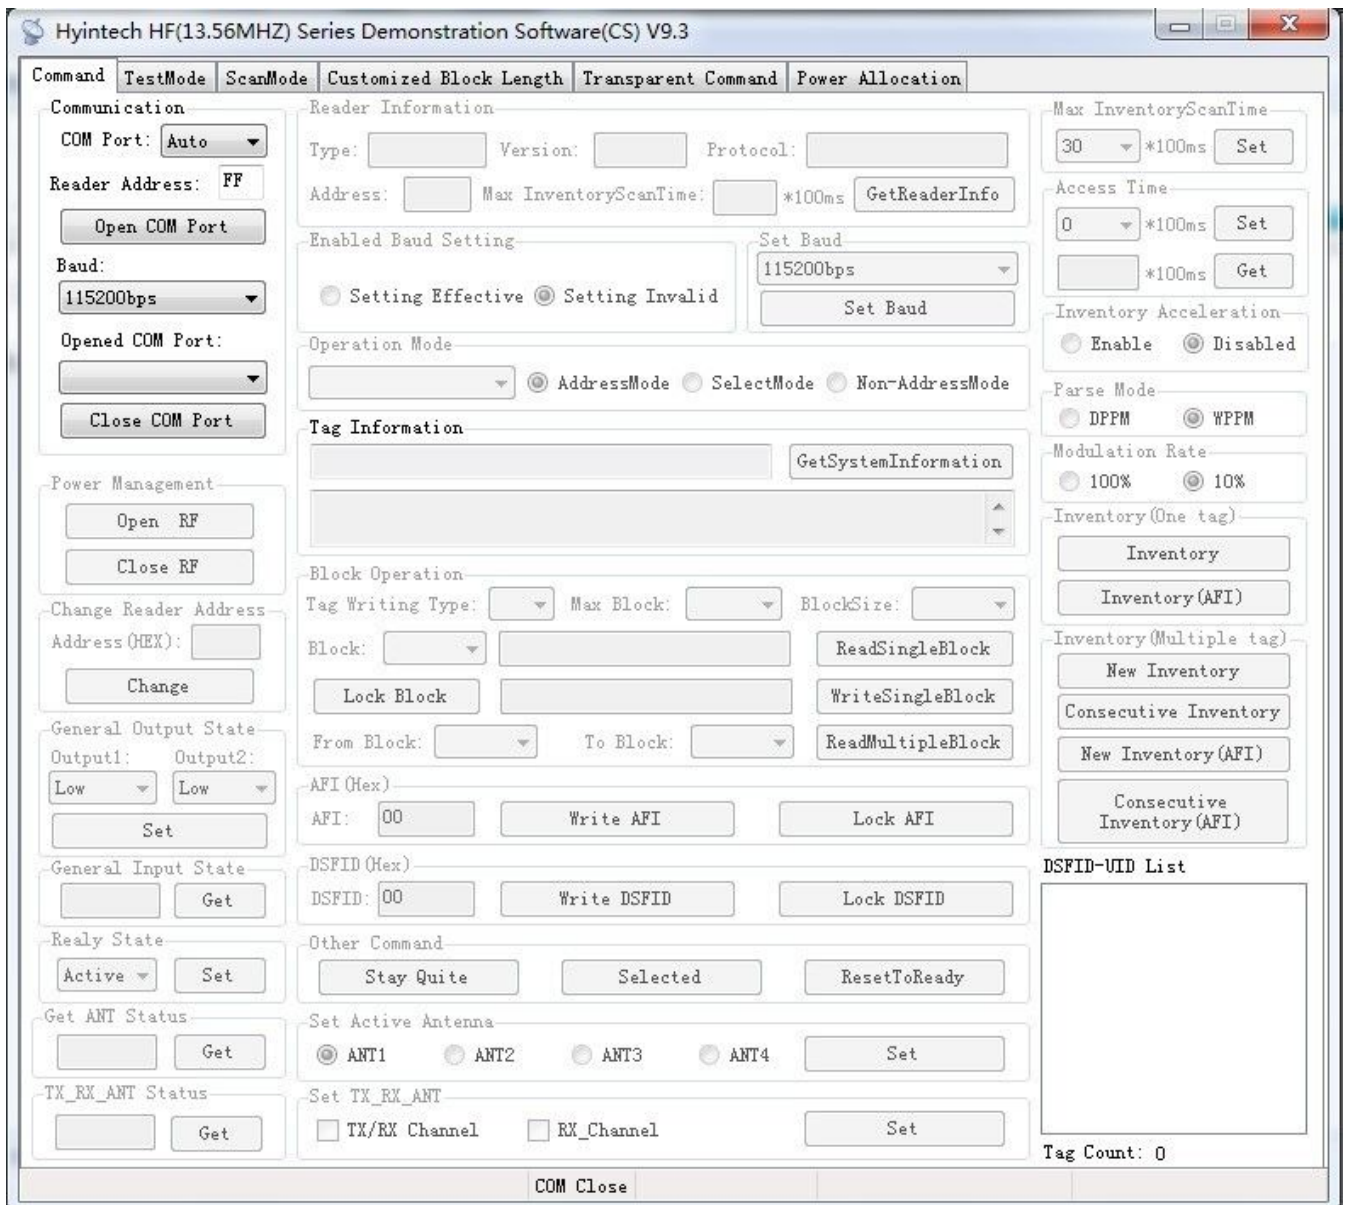 Hyintech HF(13.56MHZ) Series Demonstration Software(CS) V9.3
Command TestMode ScanMode Customized Block Length Transparent Command Power Allocation
Communication
COM Port: Auto
Reader Address: FF
Open COM Port
Baud:
115200bps
Opened COM Port:
Close COM Port
Power Management
Open RF
Close RF
Change Reader Address
Address(HEX):
Change
General Output State
Output1: Output2:
Low Low
Set
General Input State
Get
Realy State
Active Set
Get ANT Status
Get
TX_RX_ANT Status
Get
Reader Information
Type: Version: Protocol:
Address: Max InventoryScanTime: *100ms GetReaderInfo
Enabled Baud Setting
Setting Effective Setting Invalid
Set Baud
115200bps
Set Baud
Operation Mode
AddressMode SelectMode Non-AddressMode
Tag Information
GetSystemInformation
Block Operation
Tag Writing Type: Max Block: BlockSize:
Block: ReadSingleBlock
Lock Block WriteSingleBlock
From Block: To Block: ReadMultipleBlock
AFI(Hex)
AFI: 00 Write AFI Lock AFI
DSFID(Hex)
DSFID: 00 Write DSFID Lock DSFID
Other Command
Stay Quite Selected ResetToReady
Set Active Antenna
ANT1 ANT2 ANT3 ANT4 Set
Set TX_RX_ANT
TX/RX Channel RX_Channel Set
Max InventoryScanTime
30 *100ms Set
Access Time
0 *100ms Set
*100ms Get
Inventory Acceleration
Enable Disabled
Parse Mode
DPPM WPPM
Modulation Rate
100% 10%
Inventory(One tag)
Inventory
Inventory(AFI)
Inventory(Multiple tag)
New Inventory
Consecutive Inventory
New Inventory(AFI)
Consecutive
Inventory(AFI)
DSFID-UID List
Tag Count: 0
COM Close